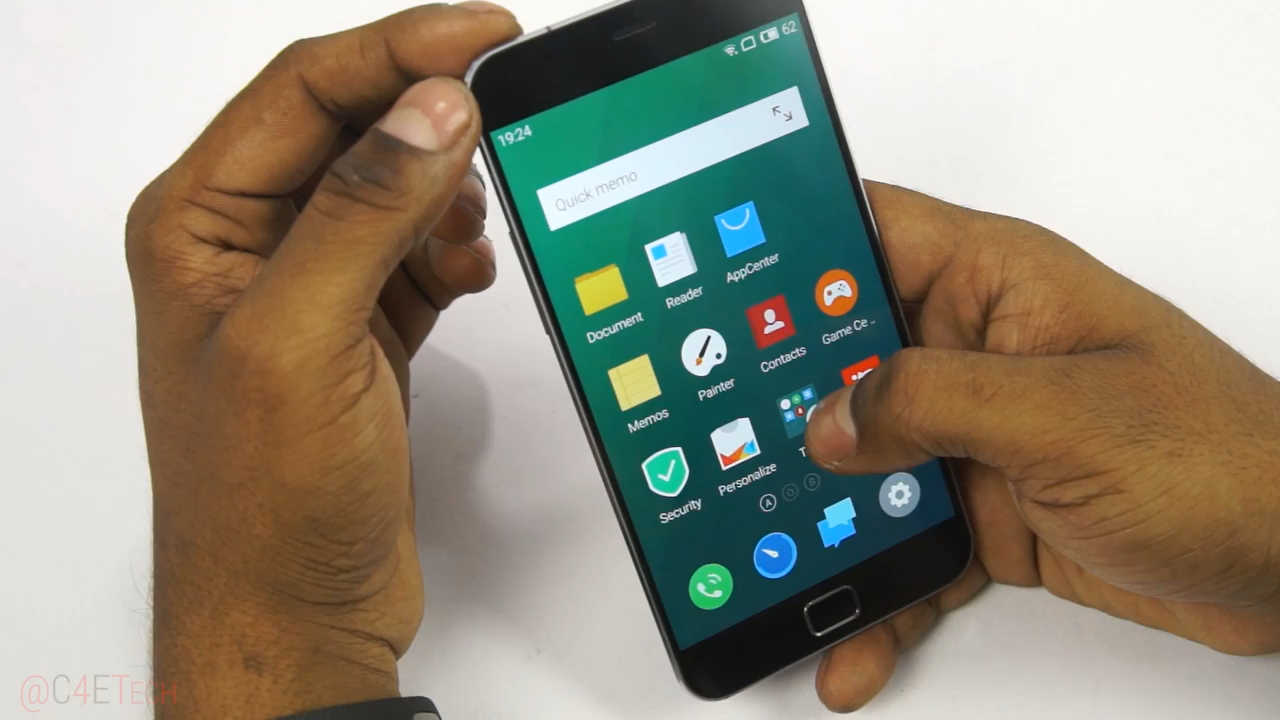 62
19:24
Quick memo
AppCenter
Reader
Document
Game Ce ..
Contacts
Painter
Memos
Personalize
Security
A
B
@C4ETECH